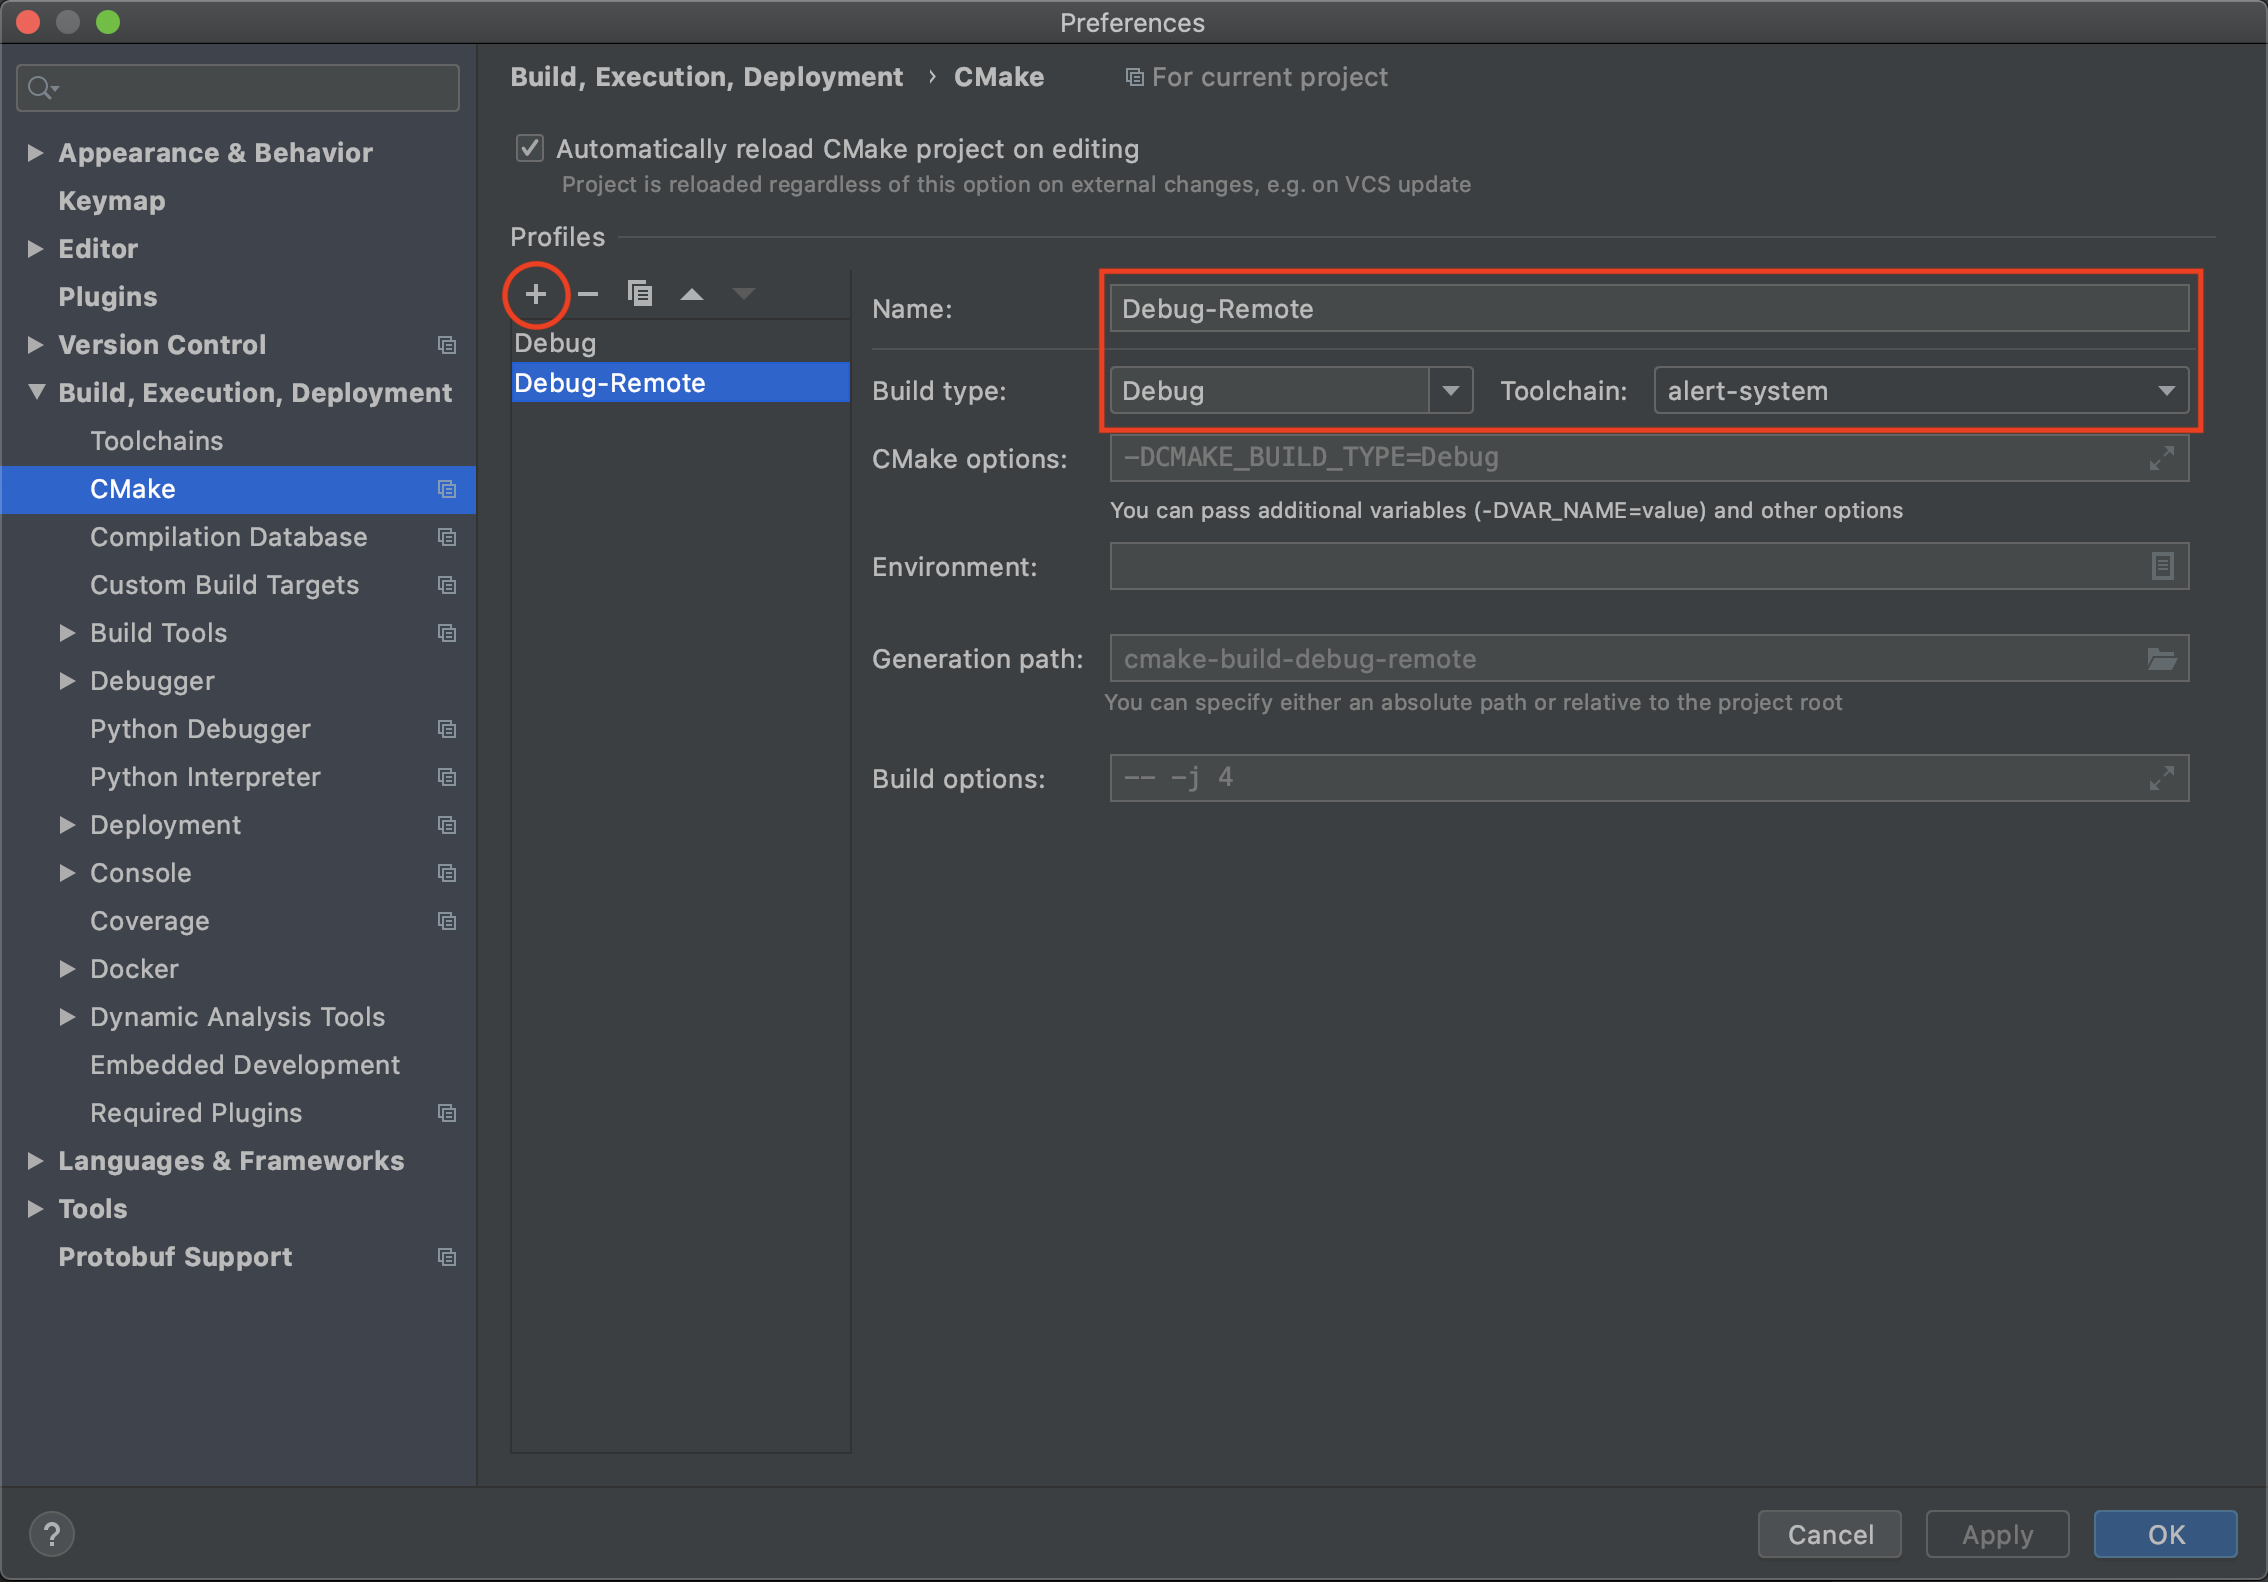 Preferences
Build, Execution, Deployment › CMake For current project
Appearance & Behavior
Keymap
Editor
Plugins
Version Control
Build, Execution, Deployment
Toolchains
CMake
Compilation Database
Custom Build Targets
Build Tools
Debugger
Python Debugger
Python Interpreter
Deployment
Console
Coverage
Docker
Dynamic Analysis Tools
Embedded Development
Required Plugins
Languages & Frameworks
Tools
Protobuf Support
Automatically reload CMake project on editing
Project is reloaded regardless of this option on external changes, e.g. on VCS update
Profiles
Debug
Debug-Remote
Name: Debug-Remote
Build type: Debug Toolchain: alert-system
CMake options: -DCMAKE_BUILD_TYPE=Debug
You can pass additional variables (-DVAR_NAME=value) and other options
Environment:
Generation path: cmake-build-debug-remote
You can specify either an absolute path or relative to the project root
Build options: -- -j 4
? Cancel Apply OK